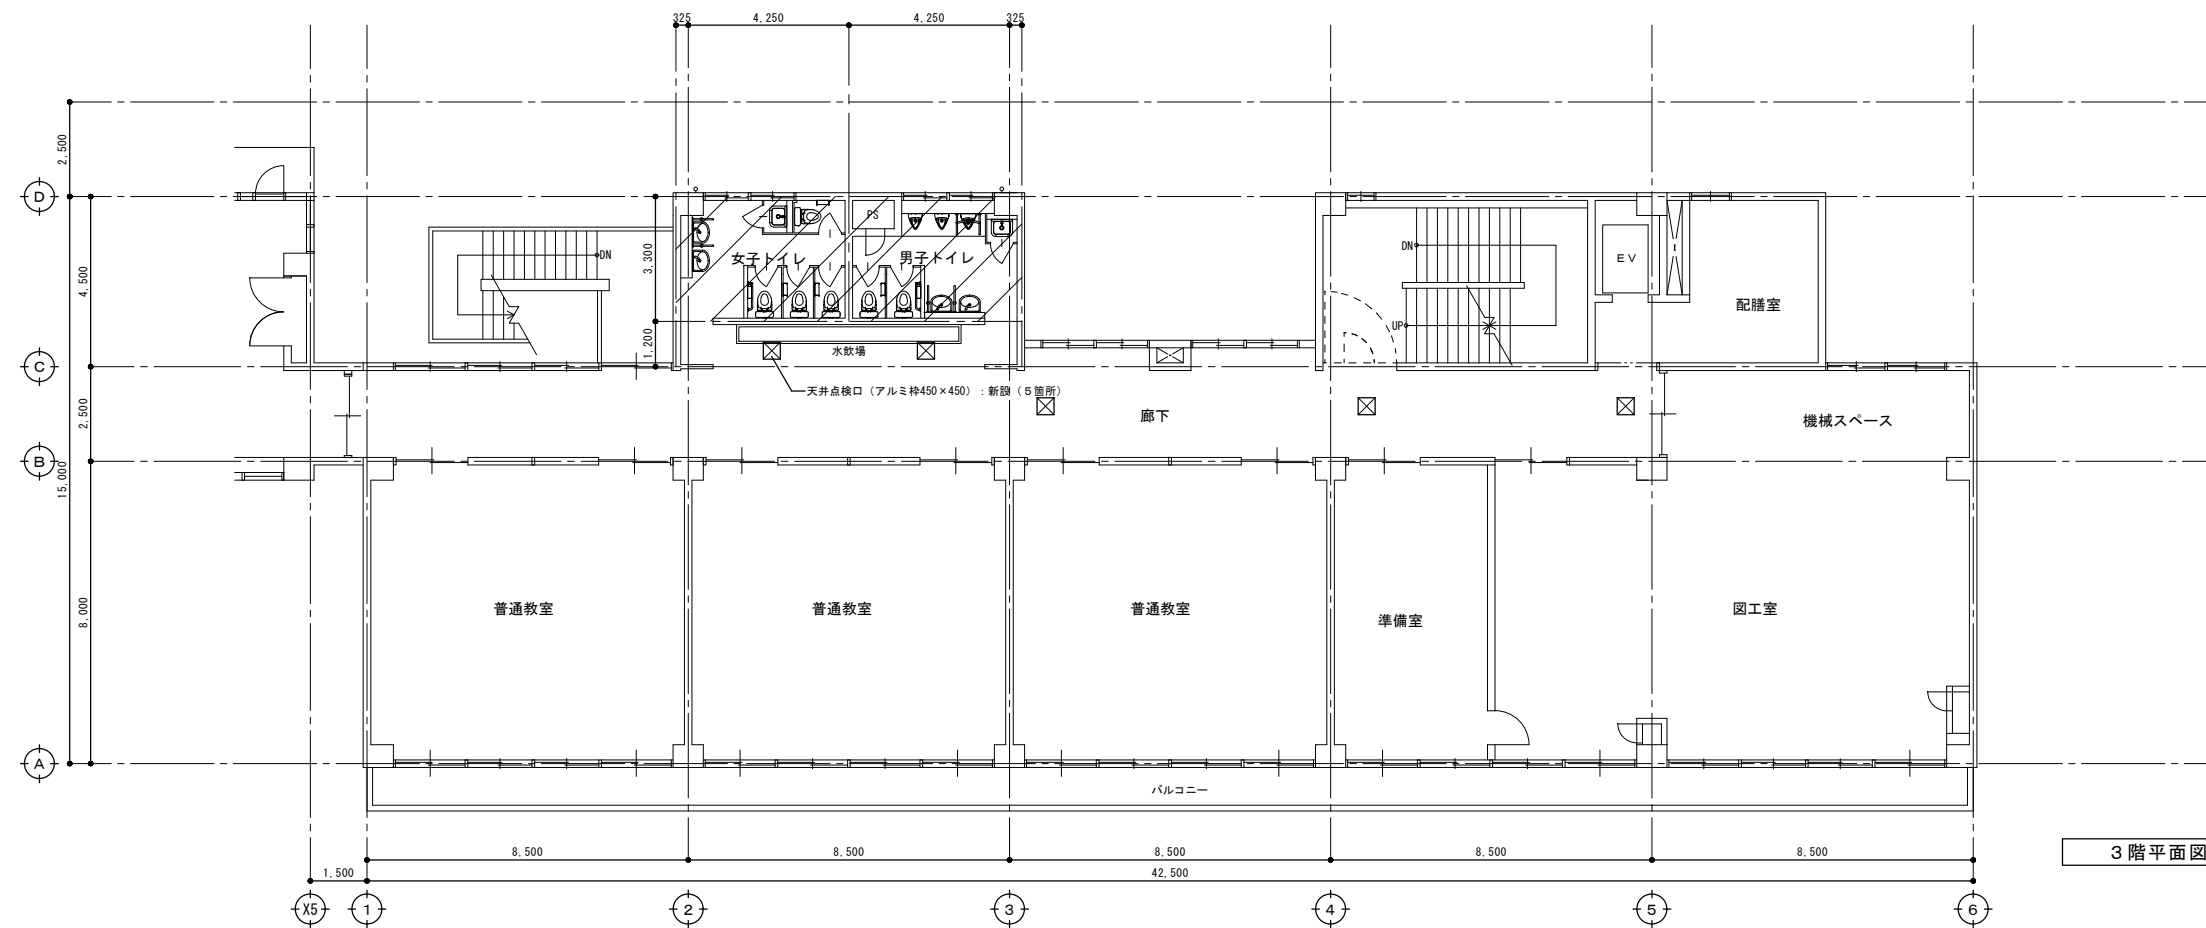 325
4,250
4,250
325
2,500
D
3,300
DN
女子トイレ
PS
男子トイレ
DN
EV
4,500
配膳室
UP
1,200
水飲場
C
天井点検口（アルミ枠450×450）：新設（５箇所）
2,500
廊下
機械スペース
B
15,000
8,000
普通教室
普通教室
普通教室
準備室
図工室
A
バルコニー
8,500
8,500
8,500
8,500
8,500
3階平面図
1,500
42,500
X5
1
2
3
4
5
6